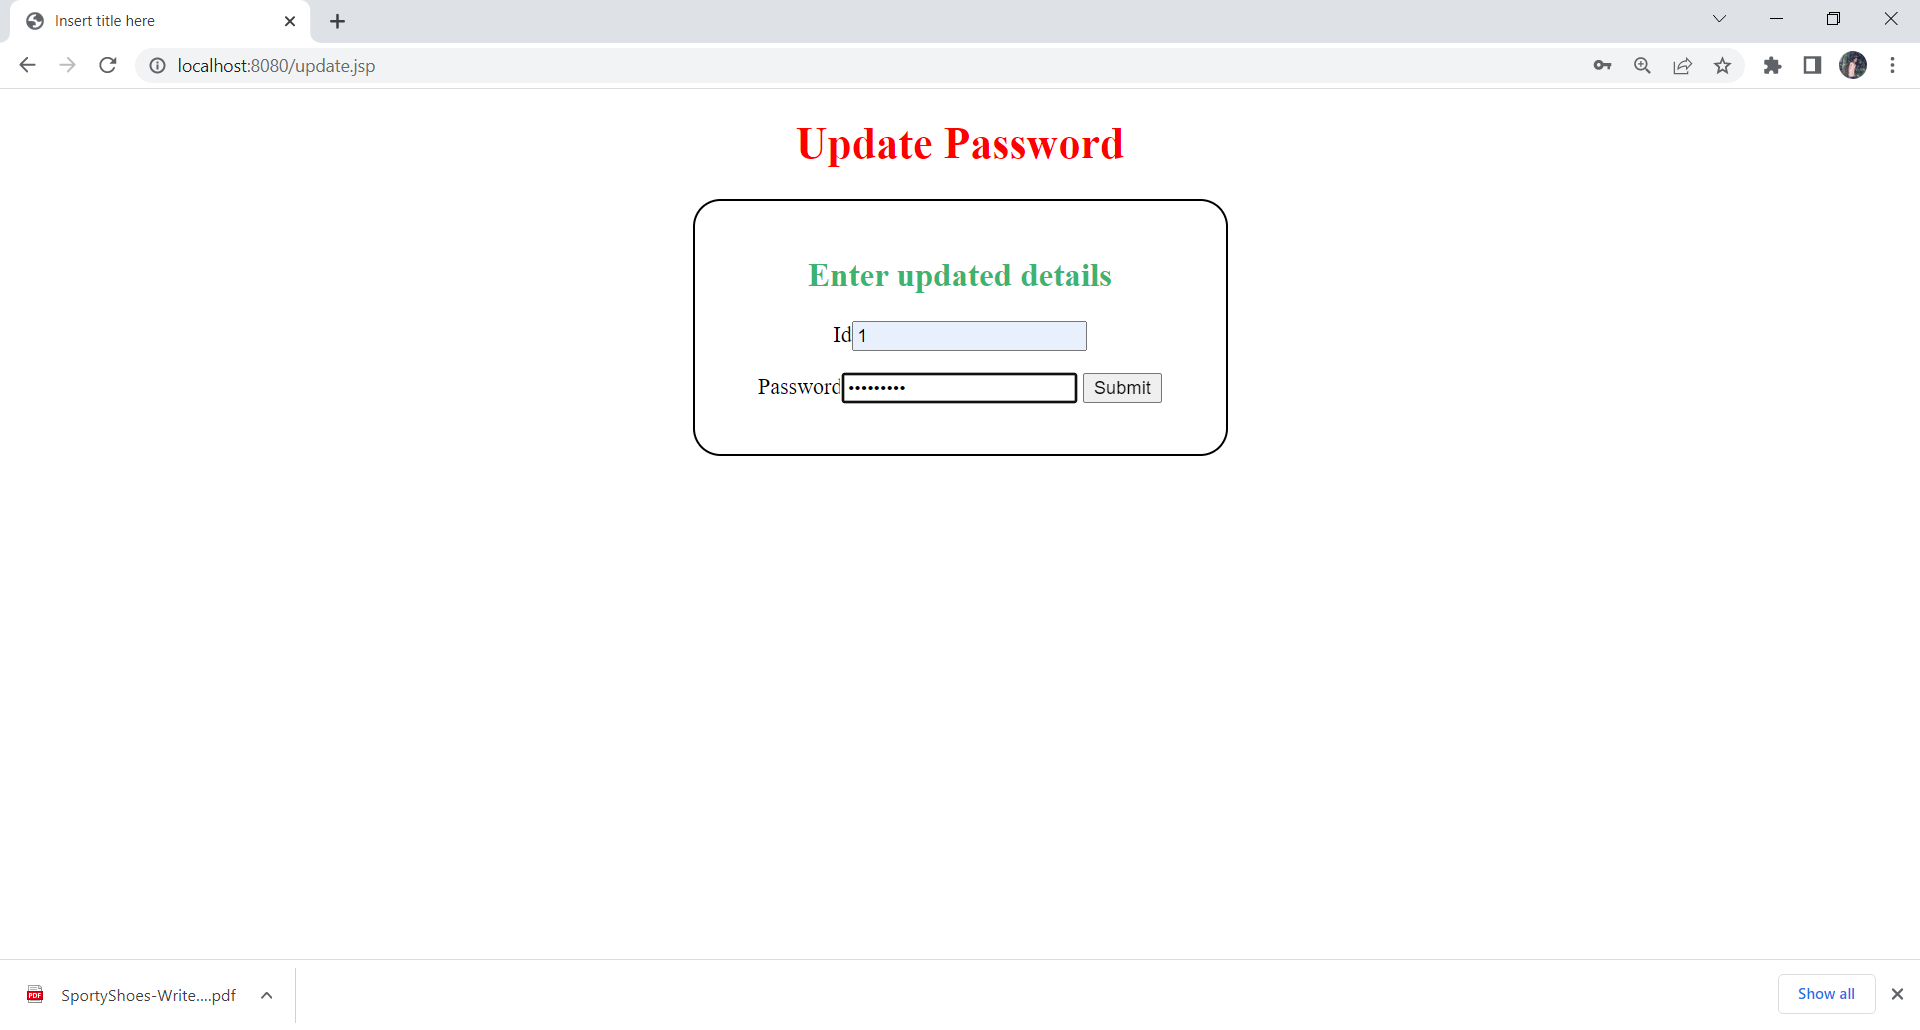 Insert title here
localhost:8080/update.jsp
Update Password
Enter updated details
Id 1
Password ••••••••• Submit
PDF SportyShoes-Write....pdf Show all